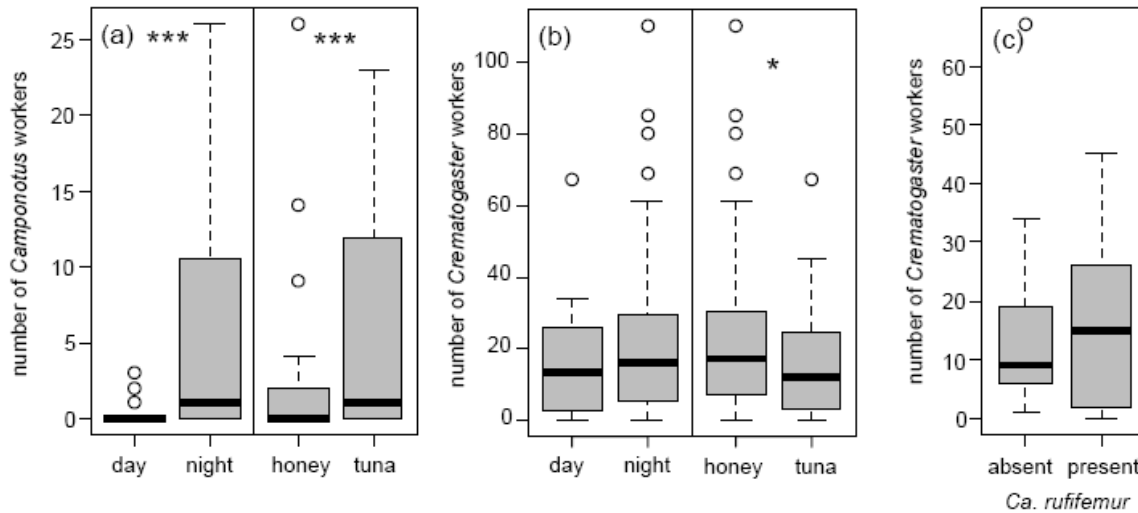 (a)
***
***
number of Camponotus workers
25
20
15
10
5
0
day night honey tuna
(b)
*
number of Crematogaster workers
100
80
60
40
20
0
day night honey tuna
(c)
number of Crematogaster workers
60
50
40
30
20
10
0
absent present
Ca. rufifemur